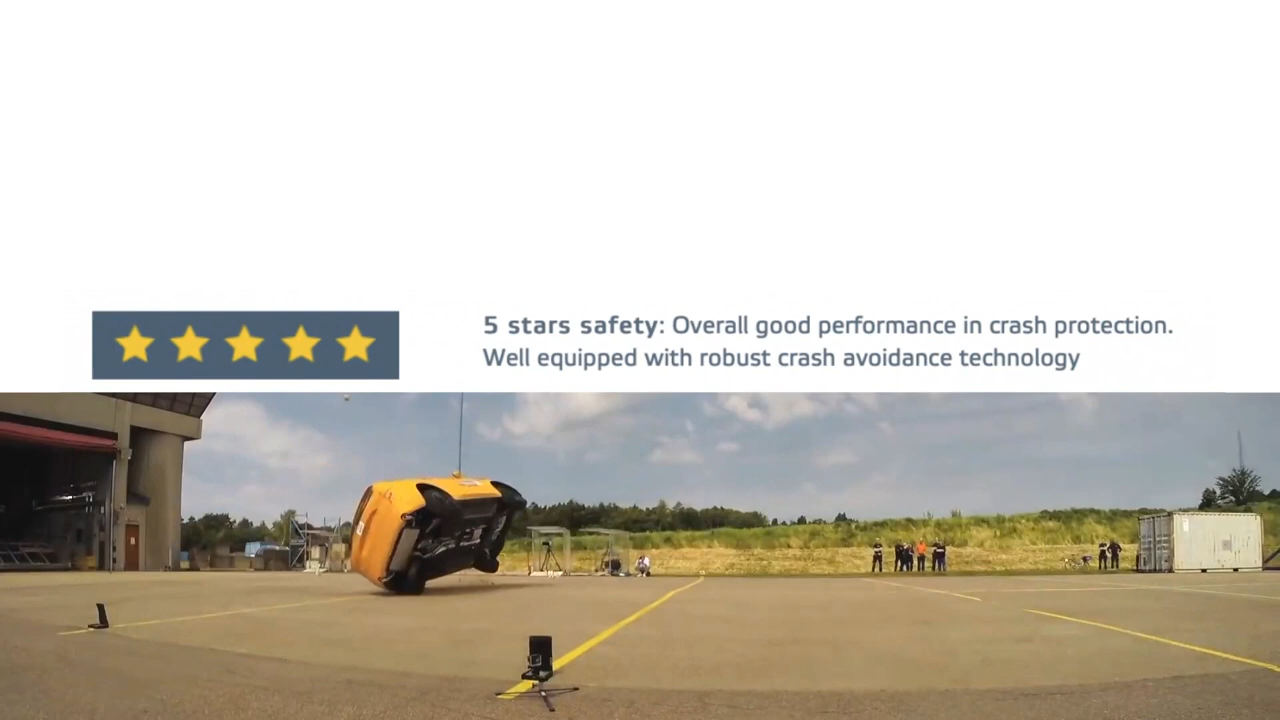 5 stars safety: Overall good performance in crash protection.
Well equipped with robust crash avoidance technology